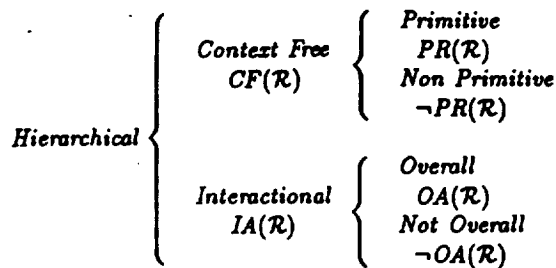 Primitive
Context Free
PR(ℛ)
CF(ℛ)
Non Primitive
¬PR(ℛ)
Hierarchical
Overall
Interactional
OA(ℛ)
IA(ℛ)
Not Overall
¬OA(ℛ)